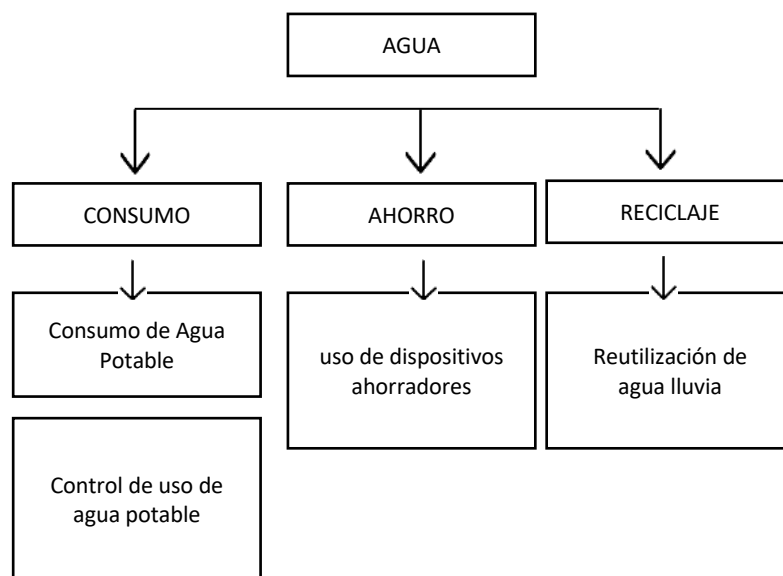 AGUA
CONSUMO
AHORRO
RECICLAJE
Consumo de Agua
Potable
uso de dispositivos
ahorradores
Reutilización de
agua lluvia
Control de uso de
agua potable